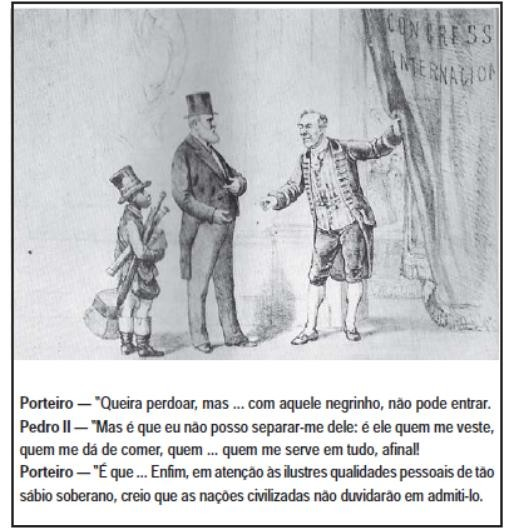 CONGRESS
INTERNACION
Porteiro — "Queira perdoar, mas ... com aquele negrinho, não pode entrar.
Pedro II — "Mas é que eu não posso separar-me dele: é ele quem me veste,
quem me dá de comer, quem ... quem me serve em tudo, afinal!
Porteiro — "É que ... Enfim, em atenção às ilustres qualidades pessoais de tão
sábio soberano, creio que as nações civilizadas não duvidarão em admiti-lo.